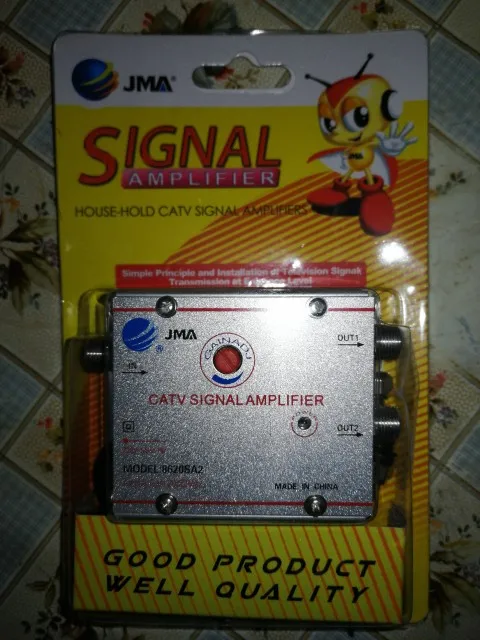 JMA®
SIGNAL
AMPLIFIER
HOUSE-HOLD CATV SIGNAL AMPLIFIERS
Simple Principle and Installation of Television Signak
Transmission at Level
JMA
®
GAIN ADJ
IN
OUT1
CATV SIGNAL AMPLIFIER
OUT2
MODEL:8620SA2
MADE IN CHINA
GOOD PRODUCT
WELL QUALITY